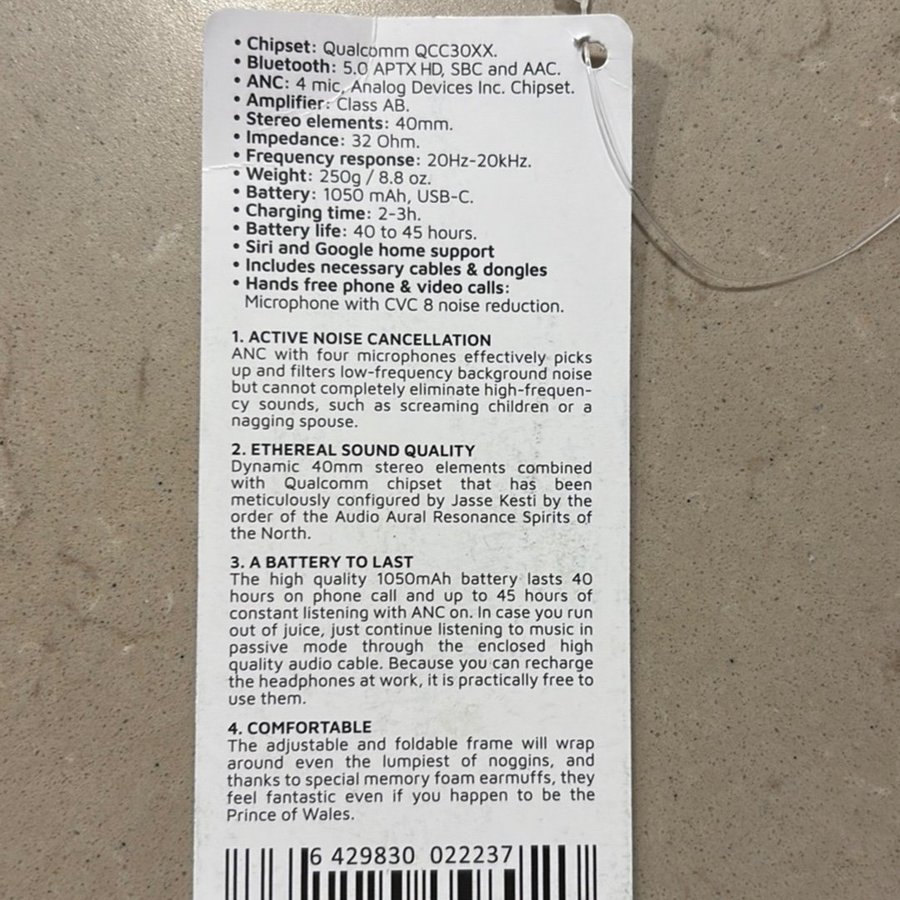 • Chipset: Qualcomm QCC30XX.
• Bluetooth: 5.0 APTX HD, SBC and AAC.
• ANC: 4 mic, Analog Devices Inc. Chipset.
• Amplifier: Class AB.
• Stereo elements: 40mm.
• Impedance: 32 Ohm.
• Frequency response: 20Hz-20kHz.
• Weight: 250g / 8.8 oz.
• Battery: 1050 mAh, USB-C.
• Charging time: 2-3h.
• Battery life: 40 to 45 hours.
• Siri and Google home support
• Includes necessary cables & dongles
• Hands free phone & video calls:
Microphone with CVC 8 noise reduction.
1. ACTIVE NOISE CANCELLATION
ANC with four microphones effectively picks
up and filters low-frequency background noise
but cannot completely eliminate high-frequen-
cy sounds, such as screaming children or a
nagging spouse.
2. ETHEREAL SOUND QUALITY
Dynamic 40mm stereo elements combined
with Qualcomm chipset that has been
meticulously configured by Jasse Kesti by the
order of the Audio Aural Resonance Spirits of
the North.
3. A BATTERY TO LAST
The high quality 1050mAh battery lasts 40
hours on phone call and up to 45 hours of
constant listening with ANC on. In case you run
out of juice, just continue listening to music in
passive mode through the enclosed high
quality audio cable. Because you can recharge
the headphones at work, it is practically free to
use them.
4. COMFORTABLE
The adjustable and foldable frame will wrap
around even the lumpiest of noggins, and
thanks to special memory foam earmuffs, they
feel fantastic even if you happen to be the
Prince of Wales.
6 429830 022237